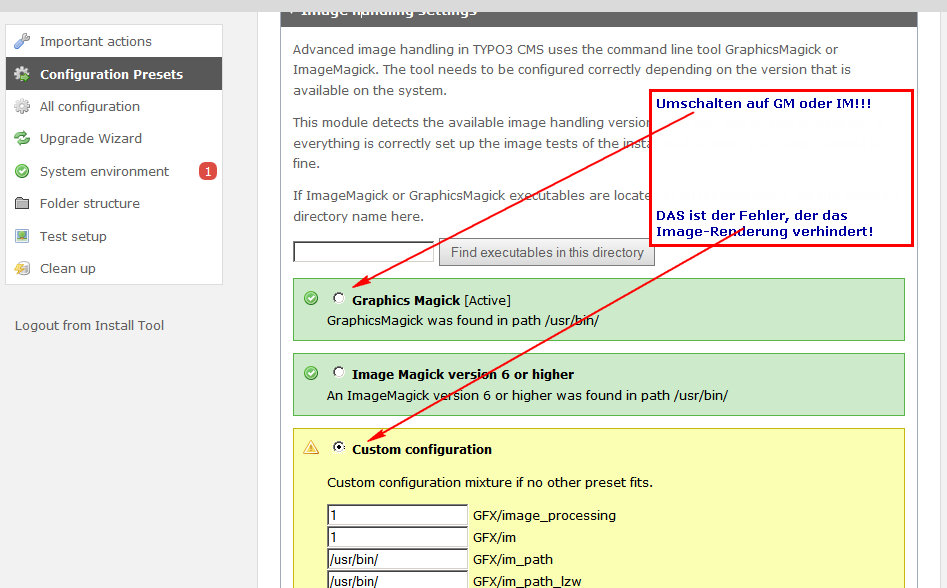 Image handling settings
Important actions
Configuration Presets
All configuration
Upgrade Wizard
System environment 1
Folder structure
Test setup
Clean up
Logout from Install Tool
Advanced image handling in TYPO3 CMS uses the command line tool GraphicsMagick or
ImageMagick. The tool needs to be configured correctly depending on the version that is
available on the system.
This module detects the available image handling version
everything is correctly set up the image tests of the insta
fine.
If ImageMagick or GraphicsMagick executables are locate
directory name here.
Umschalten auf GM oder IM!!!
DAS ist der Fehler, der das
Image-Renderung verhindert!
Find executables in this directory
Graphics Magick [Active]
GraphicsMagick was found in path /usr/bin/
Image Magick version 6 or higher
An ImageMagick version 6 or higher was found in path /usr/bin/
Custom configuration
Custom configuration mixture if no other preset fits.
1 GFX/image_processing
1 GFX/im
/usr/bin/ GFX/im_path
/usr/bin/ GFX/im_path_lzw